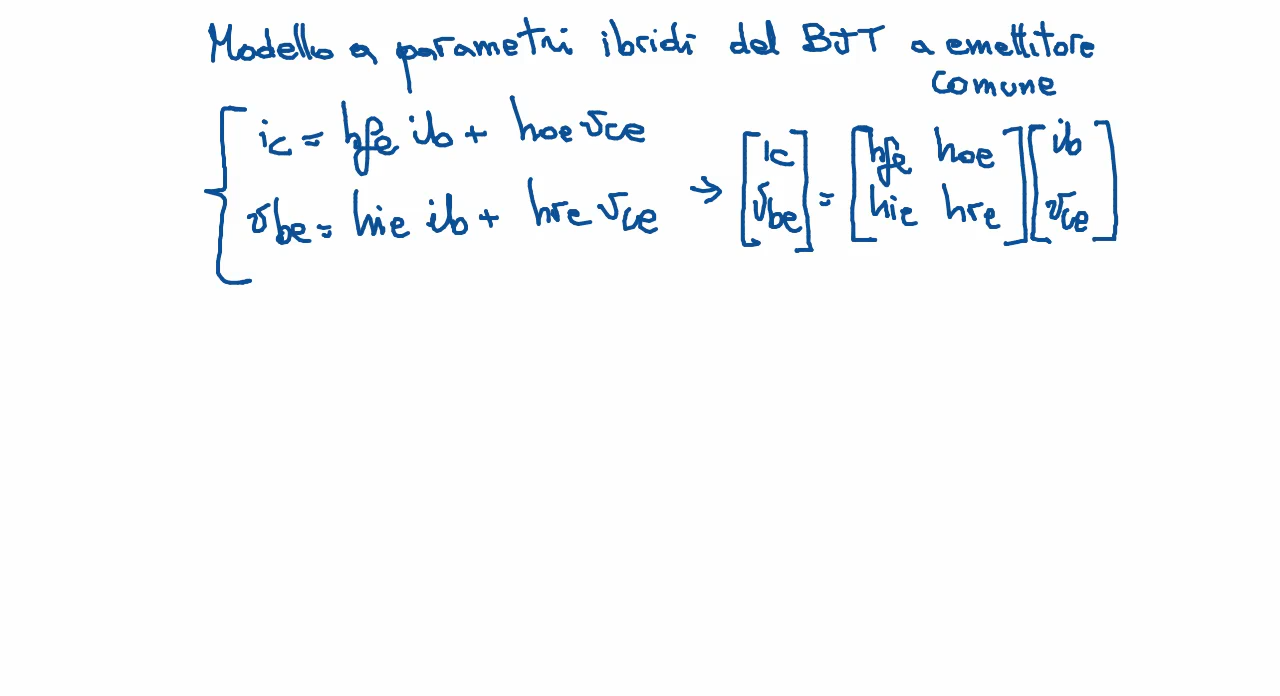 Modello a parametri ibridi del BJT a emettitore
comune
{ ic = hfe ib + hoe vce
vbe = hie ib + hre vce
→ [ic vbe] = [hfe hoe hie hre] [ib vce]